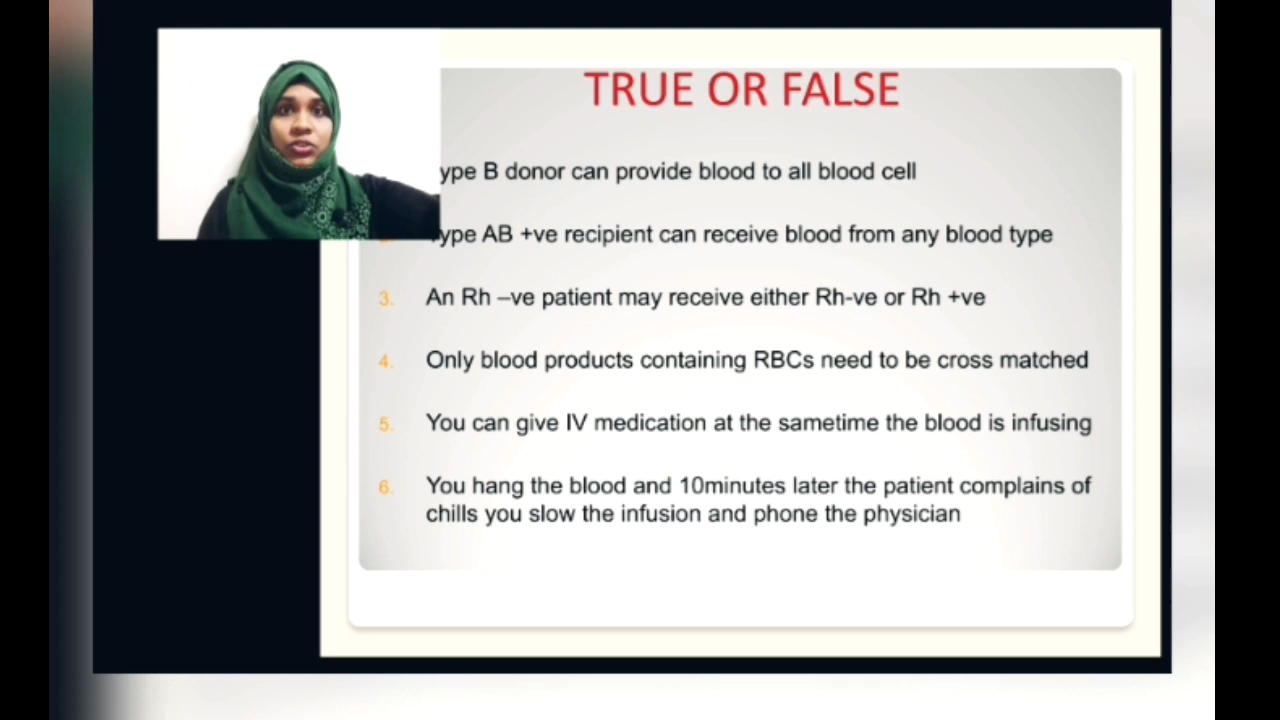 TRUE OR FALSE
ype B donor can provide blood to all blood cell
ype AB +ve recipient can receive blood from any blood type
3. An Rh –ve patient may receive either Rh-ve or Rh +ve
4. Only blood products containing RBCs need to be cross matched
5. You can give IV medication at the sametime the blood is infusing
6. You hang the blood and 10minutes later the patient complains of
chills you slow the infusion and phone the physician